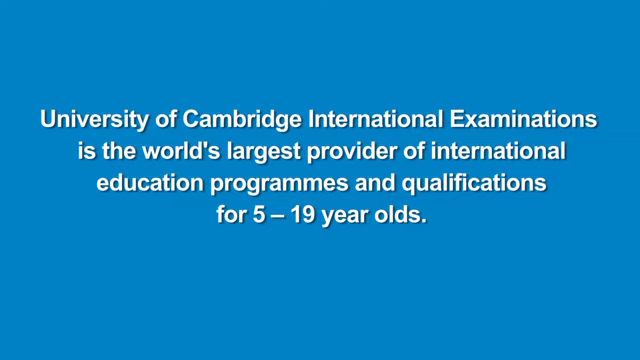 University of Cambridge International Examinations
is the world's largest provider of international
education programmes and qualifications
for 5 – 19 year olds.